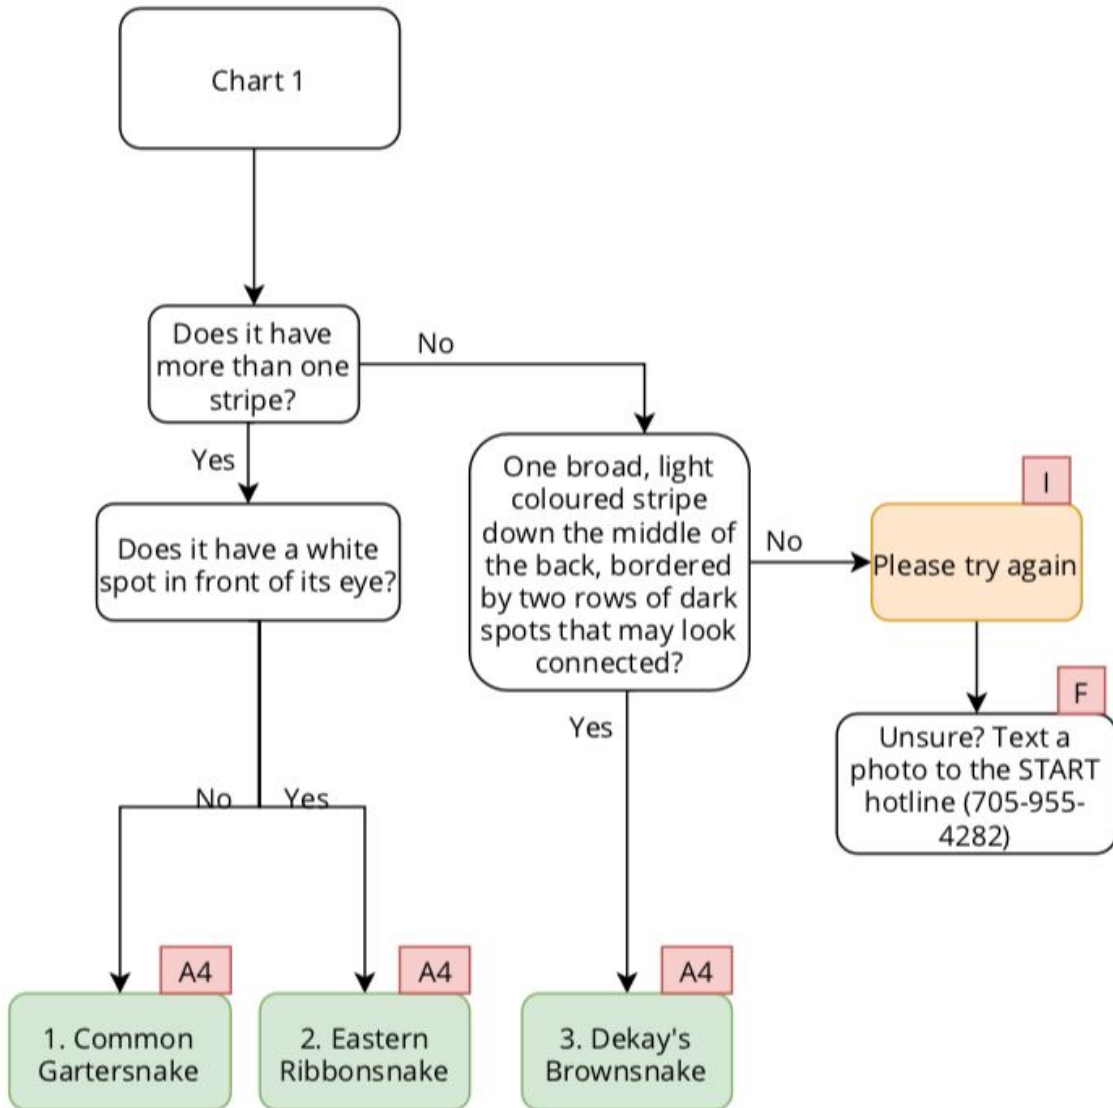 Chart 1
Does it have
more than one
stripe?
No
Yes
Does it have a white
spot in front of its eye?
One broad, light
coloured stripe
down the middle of
the back, bordered
by two rows of dark
spots that may look
connected?
No
I
Please try again
F
Unsure? Text a
photo to the START
hotline (705-955-
4282)
Yes
No
Yes
A4
1. Common
Gartersnake
A4
2. Eastern
Ribbonsnake
A4
3. Dekay's
Brownsnake